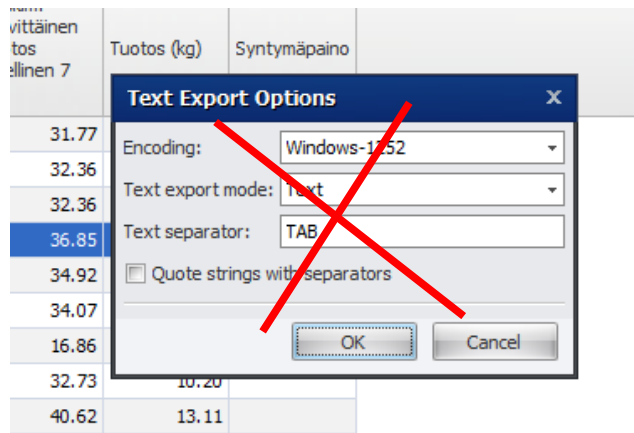 vittäinen
tos
ellinen 7
Tuotos (kg)
Syntymäpaino
31.77
32.36
32.36
36.85
34.92
34.07
16.86
32.73 10.20
40.62 13.11
Text Export Options x
Encoding: Windows-1252
Text export mode: Text
Text separator: TAB
Quote strings with separators
OK Cancel